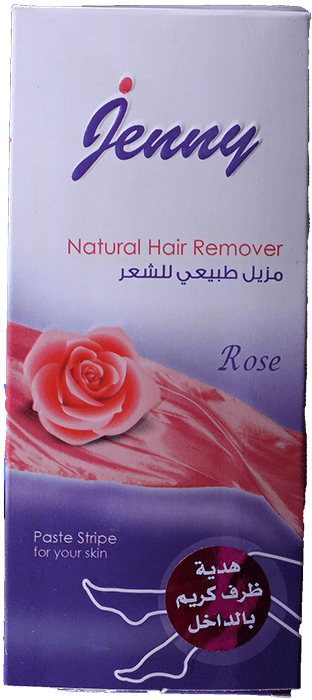 Jenny
Natural Hair Remover
مزيل طبيعي للشعر
Rose
Paste Stripe
for your skin
هدية
ظرف كريم
بالداخل